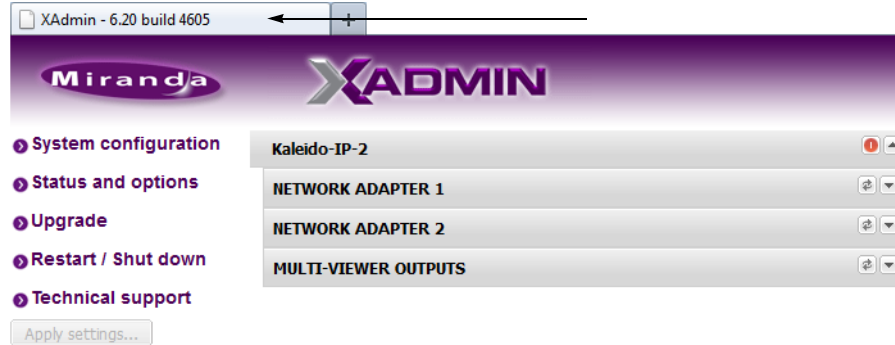 XAdmin - 6.20 build 4605
Miranda
XADMIN
System configuration
Status and options
Upgrade
Restart / Shut down
Technical support
Apply settings...
Kaleido-IP-2
NETWORK ADAPTER 1
NETWORK ADAPTER 2
MULTI-VIEWER OUTPUTS